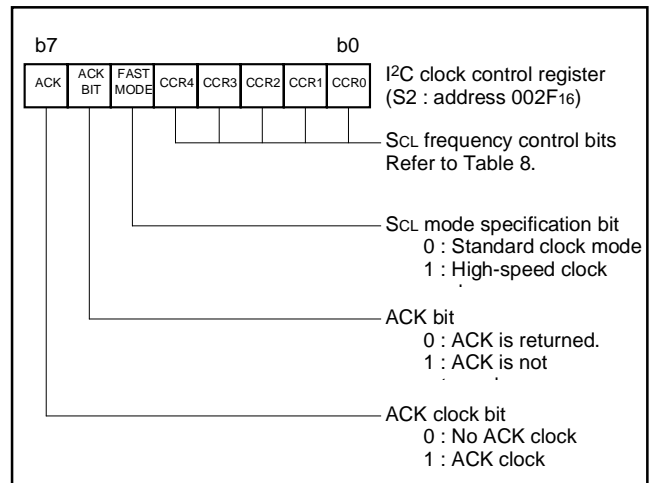 b7 b0
ACK ACK BIT FAST MODE CCR4 CCR3 CCR2 CCR1 CCR0
I2C clock control register
(S2 : address 002F16)
SCL frequency control bits
Refer to Table 8.
SCL mode specification bit
0 : Standard clock mode
1 : High-speed clock
ACK bit
0 : ACK is returned.
1 : ACK is not
ACK clock bit
0 : No ACK clock
1 : ACK clock